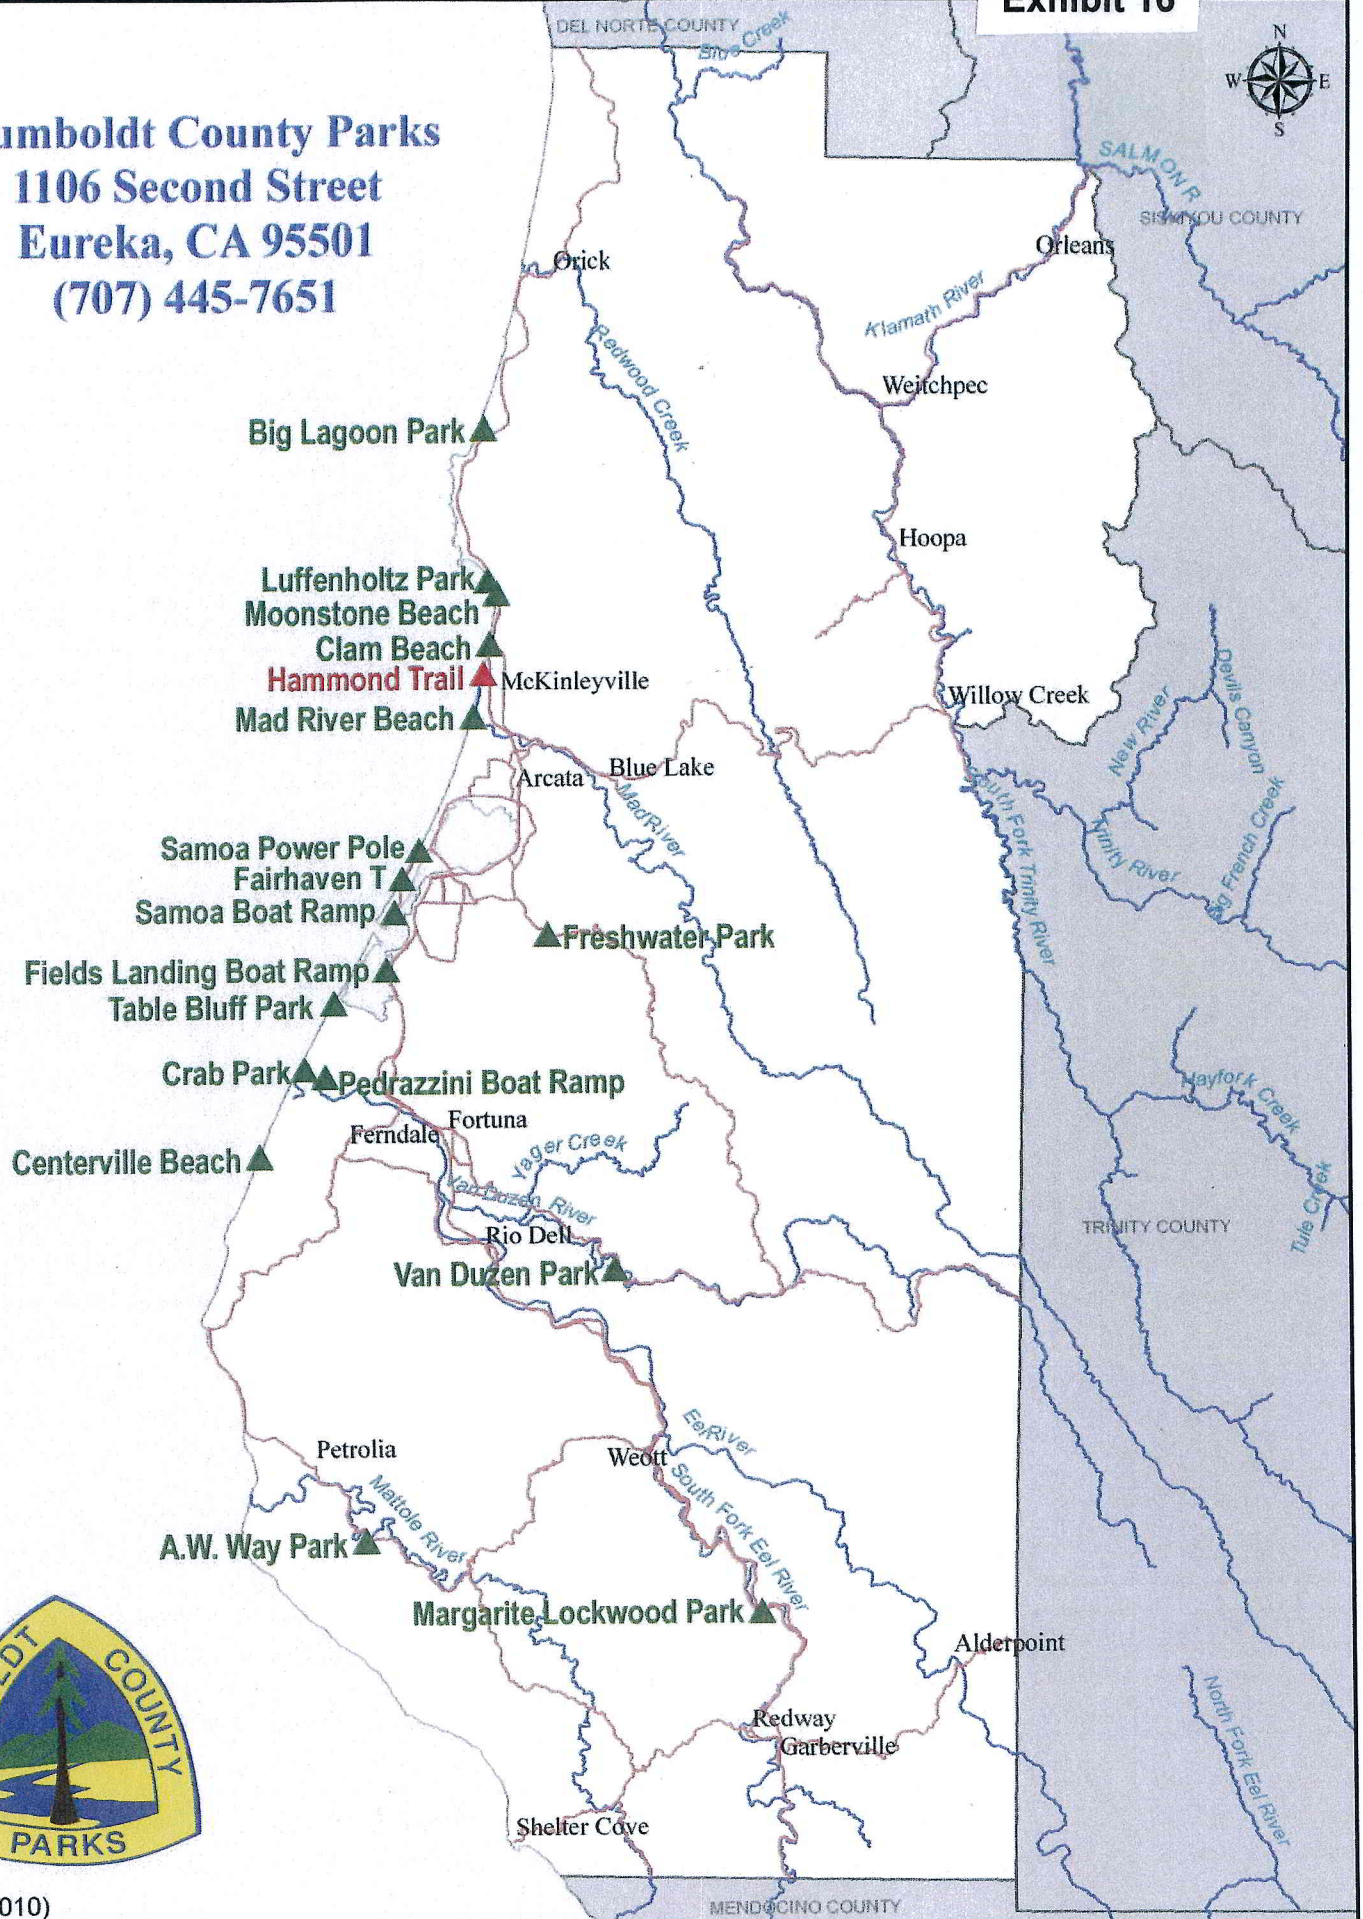 Exhibit 16
DEL NORTE COUNTY
Blue Creek
N
W E
S
umboldt County Parks
1106 Second Street
Eureka, CA 95501
(707) 445-7651
SALMON R
SISKIYOU COUNTY
Orleans
Orick
Klamath River
Redwood Creek
Weitchpec
Big Lagoon Park
Hoopa
Luffenholtz Park
Moonstone Beach
Clam Beach
Hammond Trail
McKinleyville
Mad River Beach
Willow Creek
New River
Devils Canyon
Arcata
Blue Lake
Mad River
South Fork Trinity River
Trinity River
Big French Creek
Samoa Power Pole
Fairhaven T
Samoa Boat Ramp
Freshwater Park
Fields Landing Boat Ramp
Table Bluff Park
Crab Park
Pedrazzini Boat Ramp
Hayfork Creek
Fortuna
Ferndale
Yager Creek
Centerville Beach
Van Duzen River
Tule Creek
TRINITY COUNTY
Rio Dell
Van Duzen Park
Eel River
Petrolia
Weott
South Fork Eel River
Mattole River
A.W. Way Park
Margarite Lockwood Park
Alderpoint
LDT COUNTY
PARKS
North Fork Eel River
Redway
Garberville
Shelter Cove
MENDOCINO COUNTY
010)